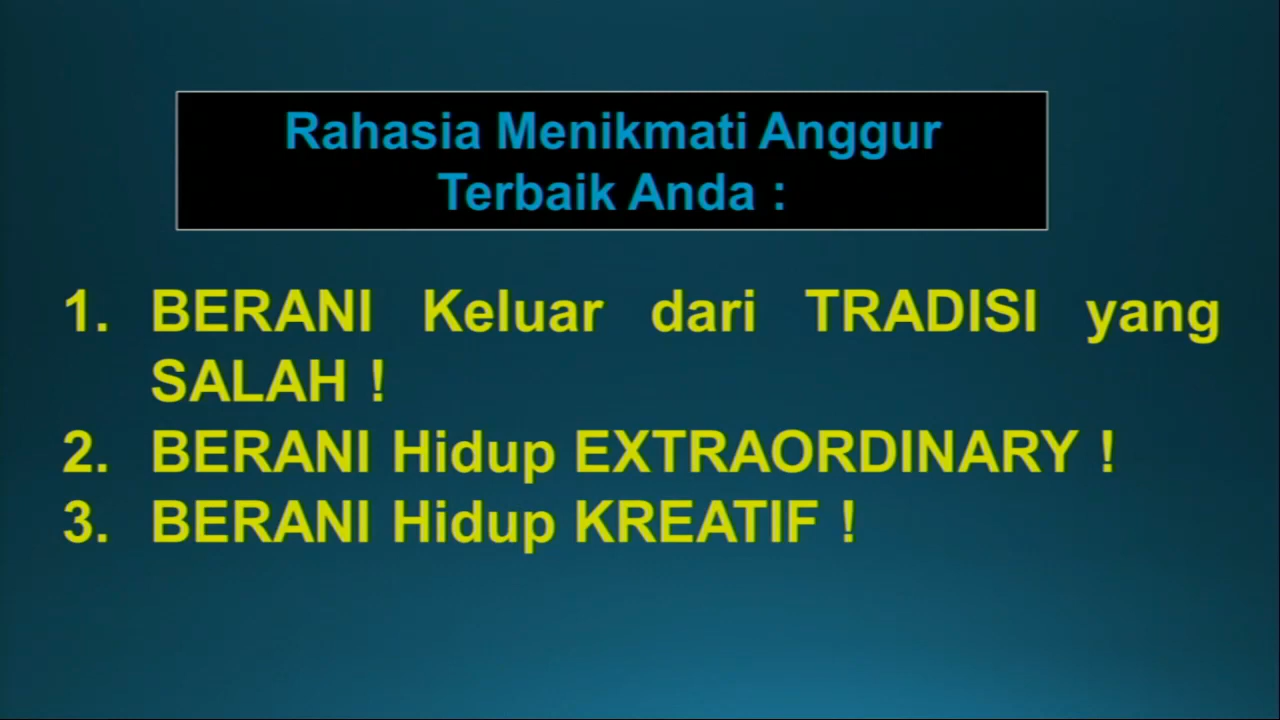 Rahasia Menikmati Anggur
Terbaik Anda :
1. BERANI Keluar dari TRADISI yang
SALAH !
2. BERANI Hidup EXTRAORDINARY !
3. BERANI Hidup KREATIF !